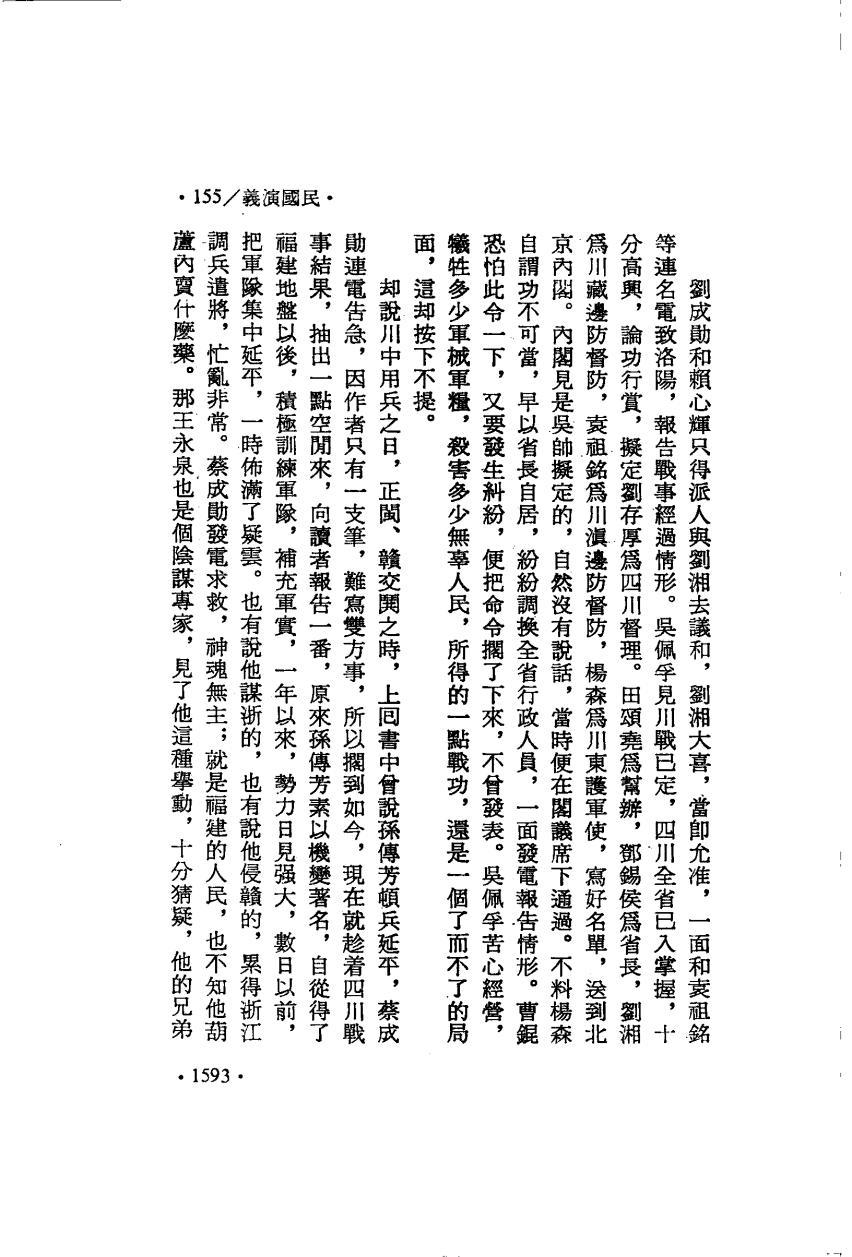 ·155／義演國民·
劉成勛和賴心輝只得派人與劉湘去議和，劉湘大喜，當卽允准，一面和袁祖銘
等連名電致洛陽，報告戰事經過情形。吳佩孚見川戰已定，四川全省已入掌握，十
分高興，論功行賞，擬定劉存厚爲四川督理。田頌堯爲幫辦，鄧錫侯爲省長，劉湘
爲川藏邊防督防，袁祖銘爲川滇邊防督防，楊森爲川東護軍使，寫好名單，送到北
京內閣。內閣見是吳帥擬定的，自然沒有說話，當時便在閣議席下通過。不料楊森
自謂功不可當，早以省長自居，紛紛調換全省行政人員，一面發電報告情形。曹錕
恐怕此令一下，又要發生糾紛，便把命令擱了下來，不曾發表。吳佩孚苦心經營，
犧牲多少軍械軍糧，殺害多少無辜人民，所得的一點戰功，還是一個了而不了的局
面，這却按下不提。
却說川中用兵之日，正閩、贛交鬨之時，上囘書中曾說孫傳芳頓兵延平，蔡成
勛連電告急，因作者只有一支筆，難寫雙方事，所以擱到如今，現在就趁着四川戰
事結果，抽出一點空閒來，向讀者報告一番，原來孫傳芳素以機變著名，自從得了
福建地盤以後，積極訓練軍隊，補充軍實，一年以來，勢力日見强大，數日以前，
把軍隊集中延平，一時佈滿了疑雲。也有說他謀浙的，也有說他侵贛的，累得浙江
調兵遣將，忙亂非常。蔡成勛發電求救，神魂無主；就是福建的人民，也不知他葫
蘆內賣什麼藥。那王永泉也是個陰謀專家，見了他這種擧動，十分猜疑，他的兄弟
·1593·